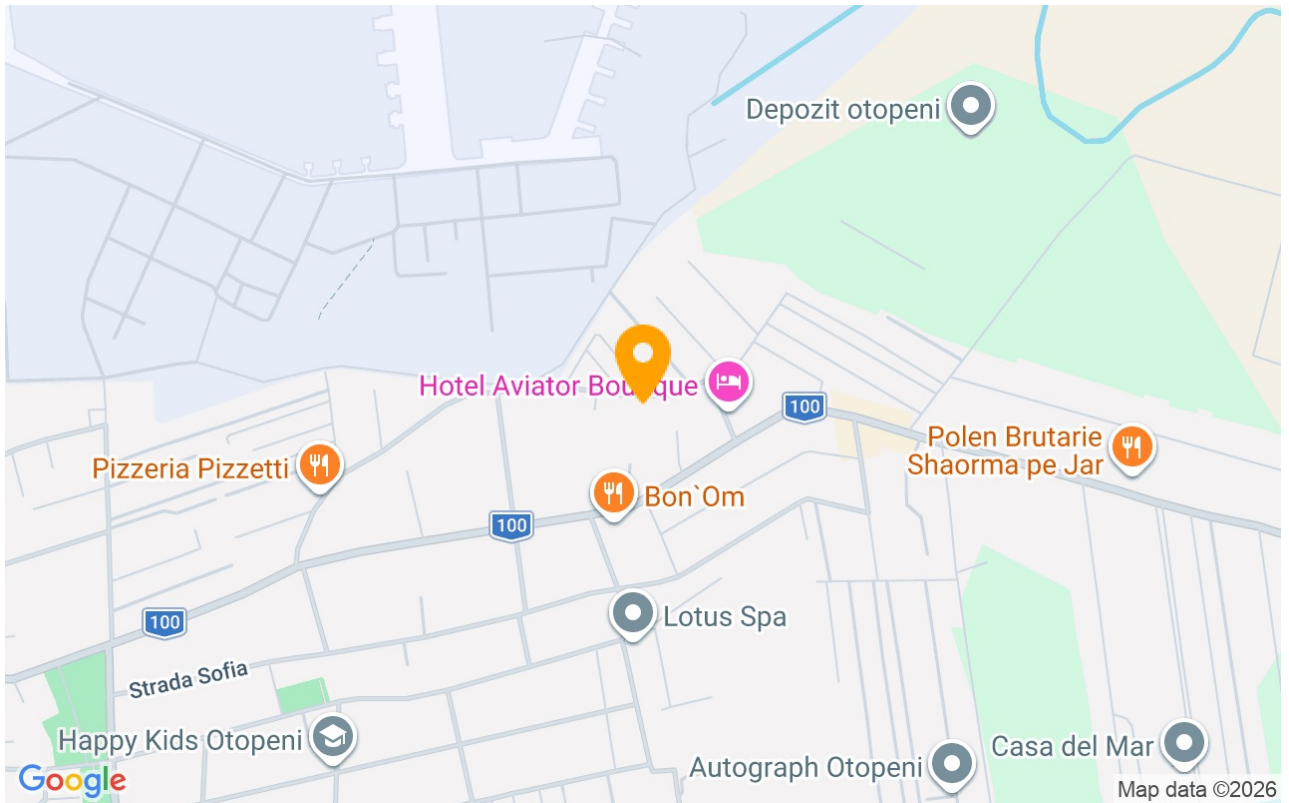 Depozit otopeni
Hotel Aviator Boutique
100
Polen Brutarie
Shaorma pe Jar
Pizzeria Pizzetti
Bon`Om
100
Lotus Spa
100
Strada Sofia
Happy Kids Otopeni
Casa del Mar
Autograph Otopeni
Google
Map data ©2026